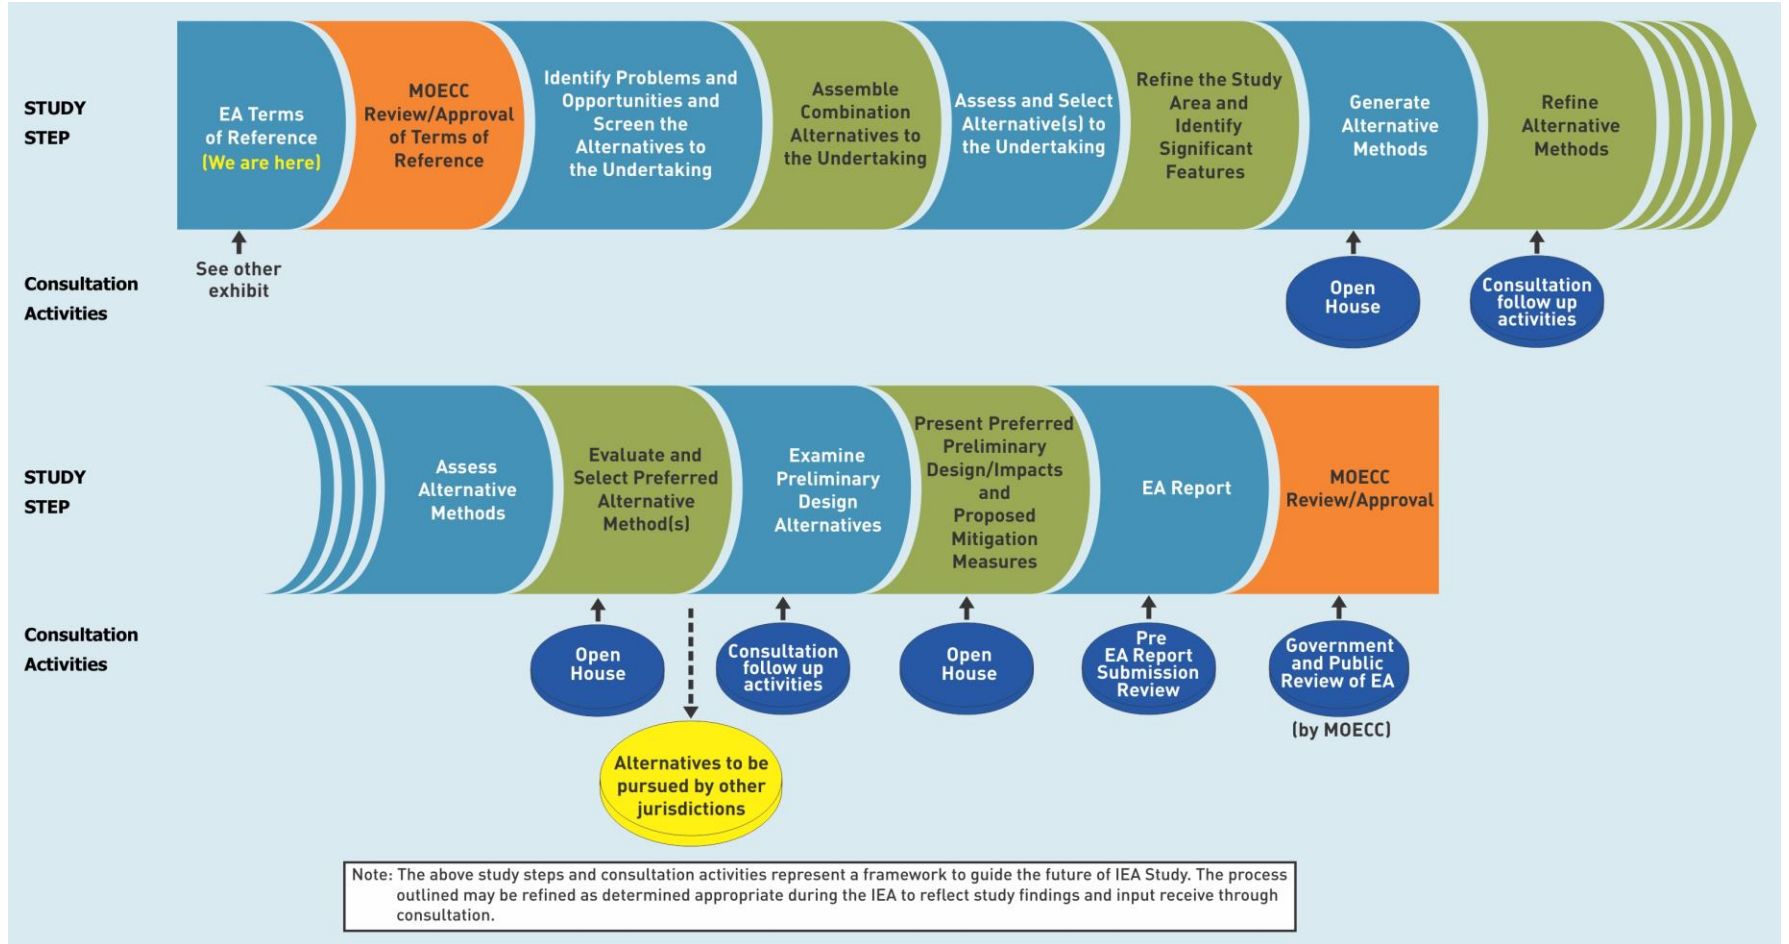 STUDY
STEP
EA Terms
of Reference
(We are here)
MOECC
Review/Approval
of Terms of
Reference
Identify Problems and
Opportunities and
Screen the
Alternatives to
the Undertaking
Assemble
Combination
Alternatives to
the Undertaking
Assess and Select
Alternative(s) to
the Undertaking
Refine the Study
Area and
Identify
Significant
Features
Generate
Alternative
Methods
Refine
Alternative
Methods
Consultation
Activities
See other
exhibit
Open
House
Consultation
follow up
activities
STUDY
STEP
Assess
Alternative
Methods
Evaluate and
Select Preferred
Alternative
Method(s)
Examine
Preliminary
Design
Alternatives
Present Preferred
Preliminary
Design/Impacts
and
Proposed
Mitigation
Measures
EA Report
MOECC
Review/Approval
Consultation
Activities
Open
House
Consultation
follow up
activities
Open
House
Pre
EA Report
Submission
Review
Government
and Public
Review of EA
(by MOECC)
Alternatives to be
pursued by other
jurisdictions
Note: The above study steps and consultation activities represent a framework to guide the future of IEA Study. The process
outlined may be refined as determined appropriate during the IEA to reflect study findings and input receive through
consultation.